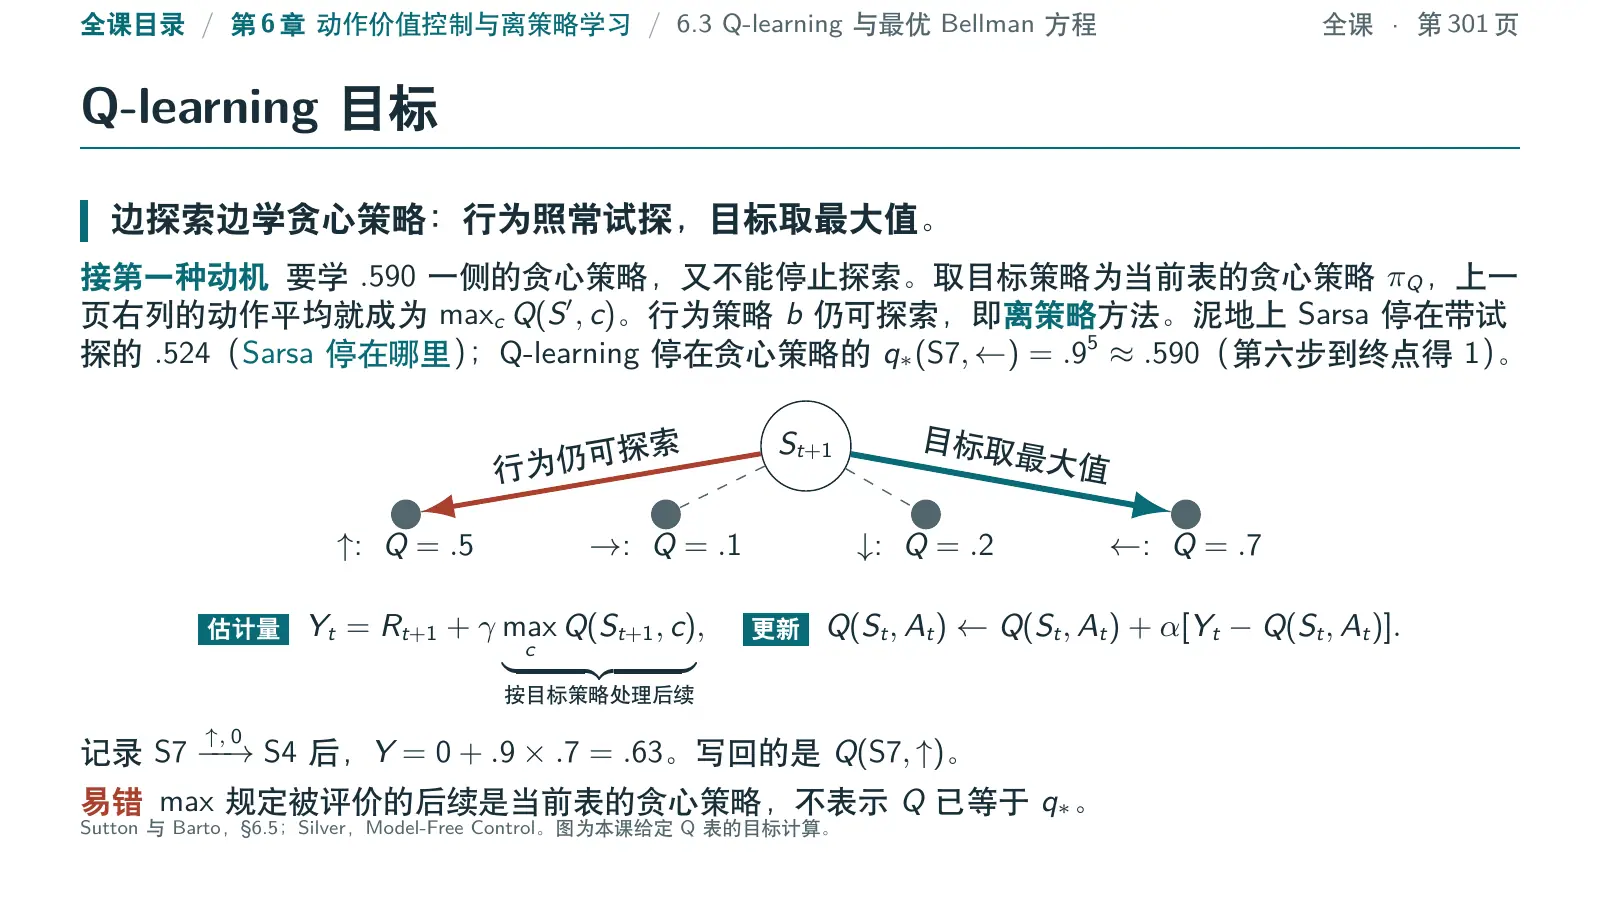 全课目录 / 第 6 章 动作价值控制与离策略学习 / 6.3 Q-learning 与最优 Bellman 方程 全课 · 第 301 页
Q-learning 目标
边探索边学贪心策略：行为照常试探，目标取最大值。
接第一种动机 要学 .590 一侧的贪心策略，又不能停止探索。取目标策略为当前表的贪心策略 π_Q，上一
页右列的动作平均就成为 max_c Q(S′, c)。行为策略 b 仍可探索，即离策略方法。泥地上 Sarsa 停在带试
探的 .524（Sarsa 停在哪里）；Q-learning 停在贪心策略的 q_*(S7, ←) = .9^5 ≈ .590（第六步到终点得 1）。
S_{t+1}
行为仍可探索
目标取最大值
↑: Q = .5 →: Q = .1 ↓: Q = .2 ←: Q = .7
估计量 Y_t = R_{t+1} + γ max_c Q(S_{t+1}, c), 更新 Q(S_t, A_t) ← Q(S_t, A_t) + α[Y_t − Q(S_t, A_t)].
按目标策略处理后续
记录 S7 —↑, 0→ S4 后，Y = 0 + .9 × .7 = .63。写回的是 Q(S7, ↑)。
易错 max 规定被评价的后续是当前表的贪心策略，不表示 Q 已等于 q_*。
Sutton 与 Barto，§6.5；Silver，Model-Free Control。图为本课给定 Q 表的目标计算。